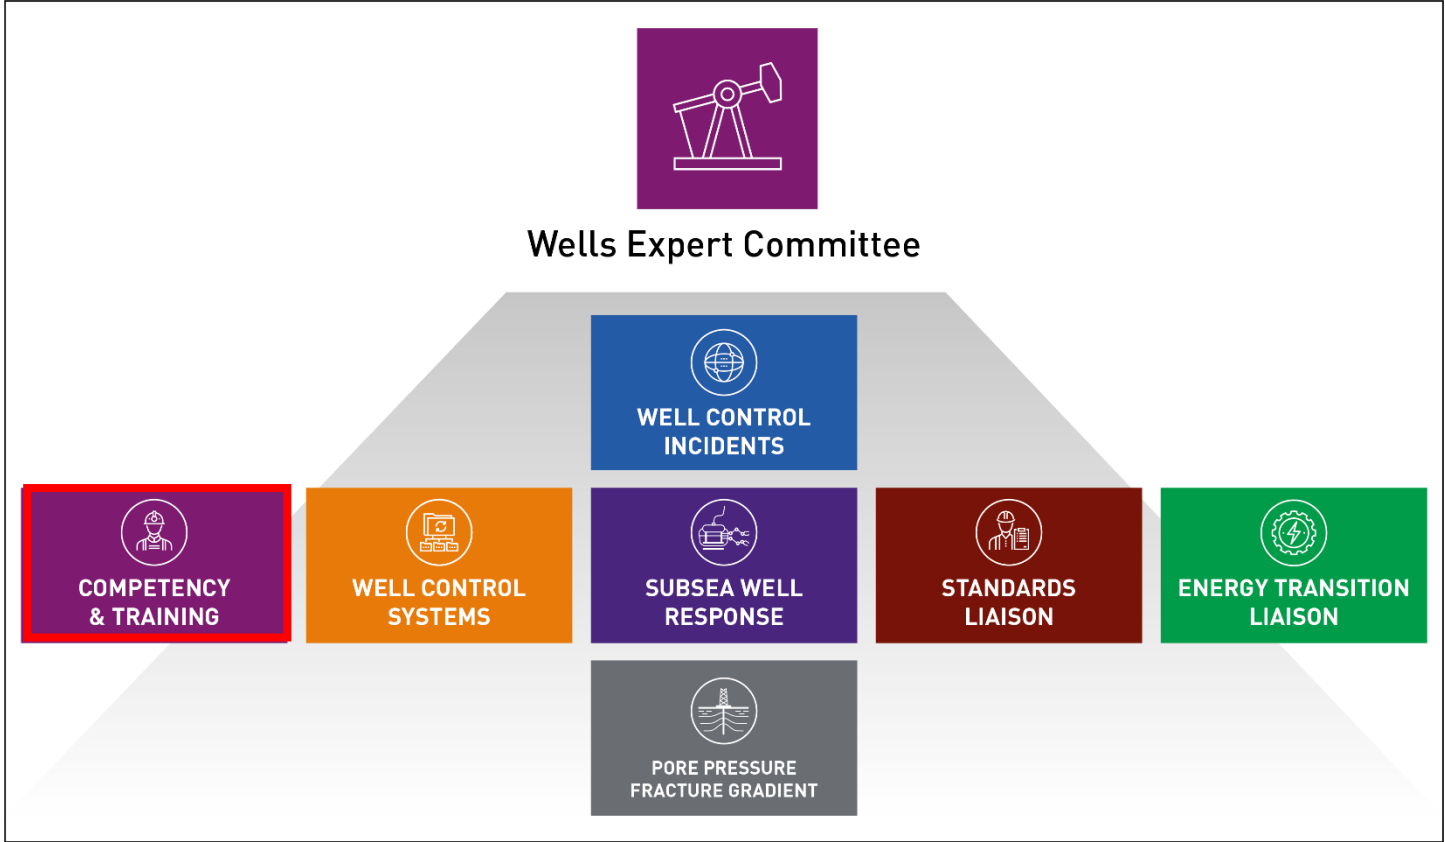 Wells Expert Committee
WELL CONTROL
INCIDENTS
COMPETENCY
& TRAINING
WELL CONTROL
SYSTEMS
SUBSEA WELL
RESPONSE
STANDARDS
LIAISON
ENERGY TRANSITION
LIAISON
PORE PRESSURE
FRACTURE GRADIENT